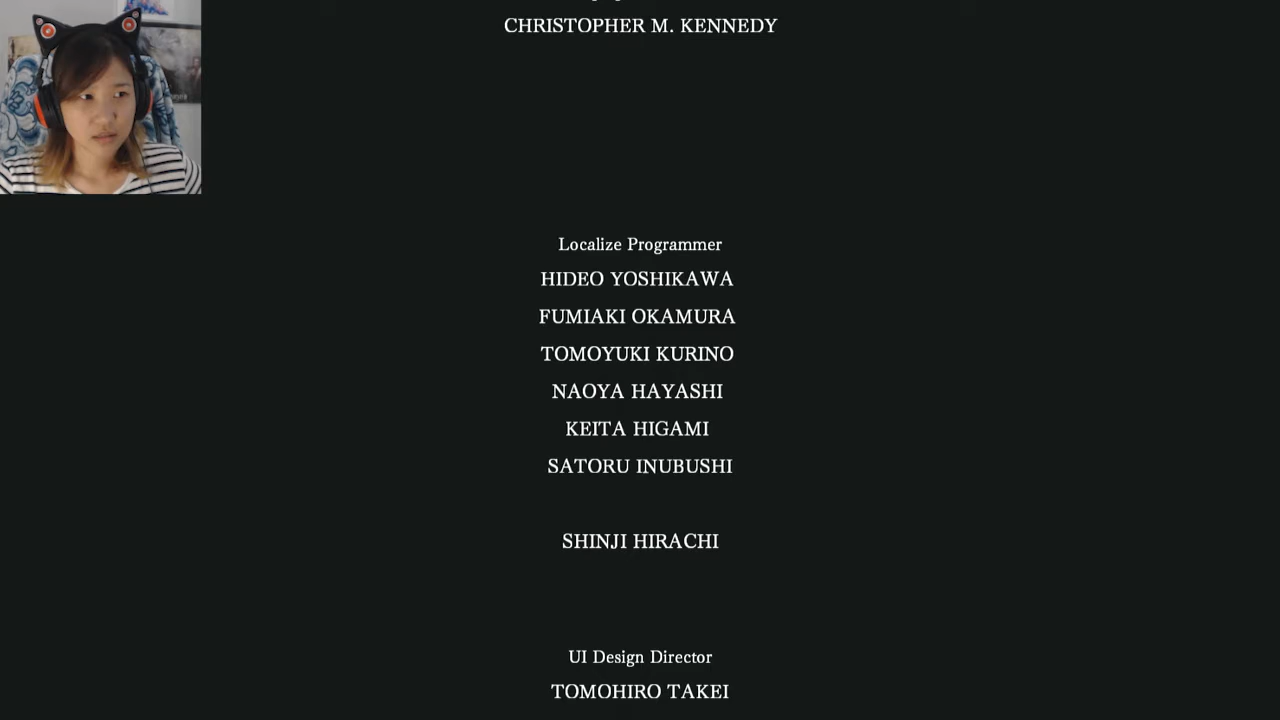 CHRISTOPHER M. KENNEDY
Localize Programmer
HIDEO YOSHIKAWA
FUMIAKI OKAMURA
TOMOYUKI KURINO
NAOYA HAYASHI
KEITA HIGAMI
SATORU INUBUSHI
SHINJI HIRACHI
UI Design Director
TOMOHIRO TAKEI